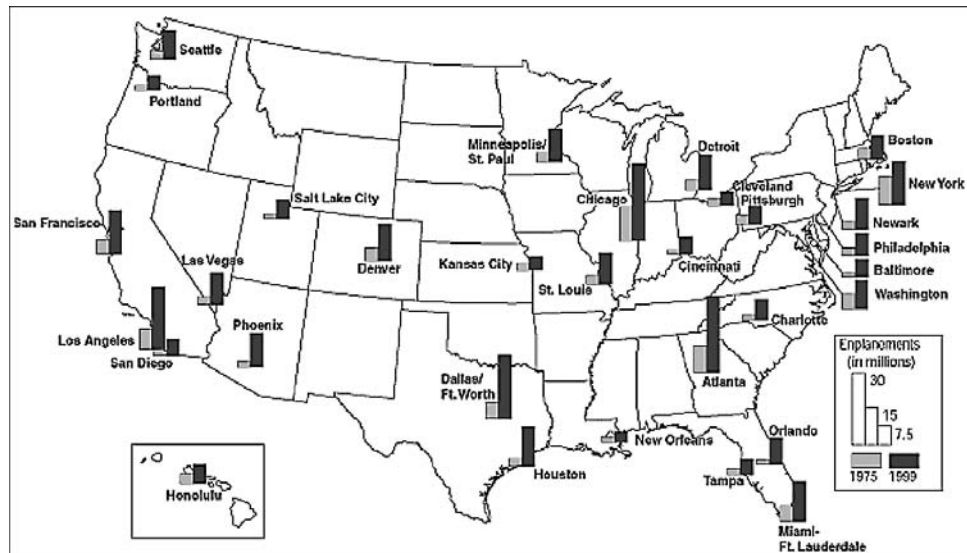 Seattle
Portland
Minneapolis/
St. Paul
Detroit
Boston
New York
Cleveland
Pittsburgh
Salt Lake City
Chicago
San Francisco
Newark
Philadelphia
Las Vegas
Denver
Kansas City
Cincinnati
Baltimore
St. Louis
Washington
Los Angeles
Phoenix
Charlotte
San Diego
Enplanements
(in millions)
30
15
7.5
1975
1999
Dallas/
Ft. Worth
Atlanta
New Orleans
Orlando
Houston
Tampa
Honolulu
Miami-
Ft. Lauderdale